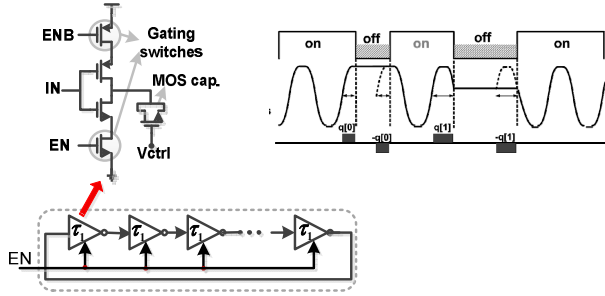 ENB
Gating
switches
IN
MOS cap.
EN
Vctrl
on
off
on
off
on
q[0]
-q[0]
q[1]
-q[1]
EN
τ1
τ1
τ1
τ1